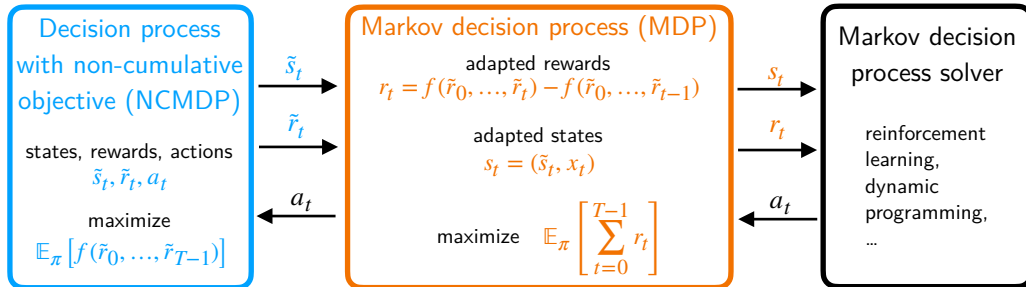 Decision process
with non-cumulative
objective (NCMDP)
states, rewards, actions
s̃_t, r̃_t, a_t
maximize
𝔼_π [f(r̃_0, …, r̃_{T−1})]
s̃_t
r̃_t
a_t
Markov decision process (MDP)
adapted rewards
r_t = f(r̃_0, …, r̃_t) − f(r̃_0, …, r̃_{t−1})
adapted states
s_t = (s̃_t, x_t)
maximize 𝔼_π [∑_{t=0}^{T−1} r_t]
s_t
r_t
a_t
Markov decision
process solver
reinforcement
learning,
dynamic
programming,
…